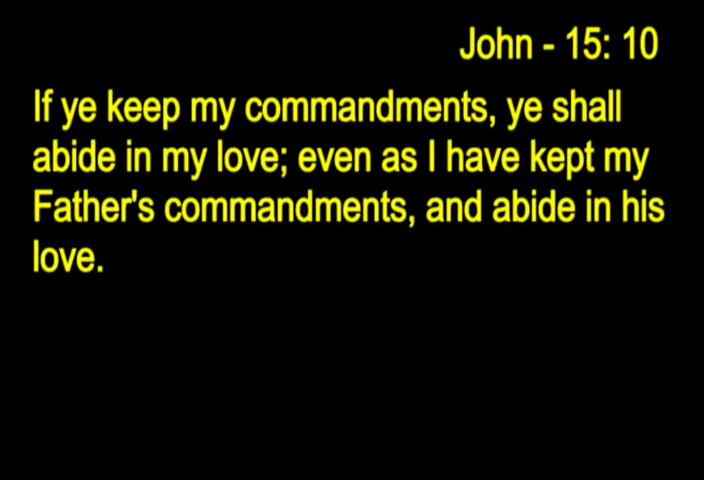 John - 15: 10
If ye keep my commandments, ye shall
abide in my love; even as I have kept my
Father's commandments, and abide in his
love.